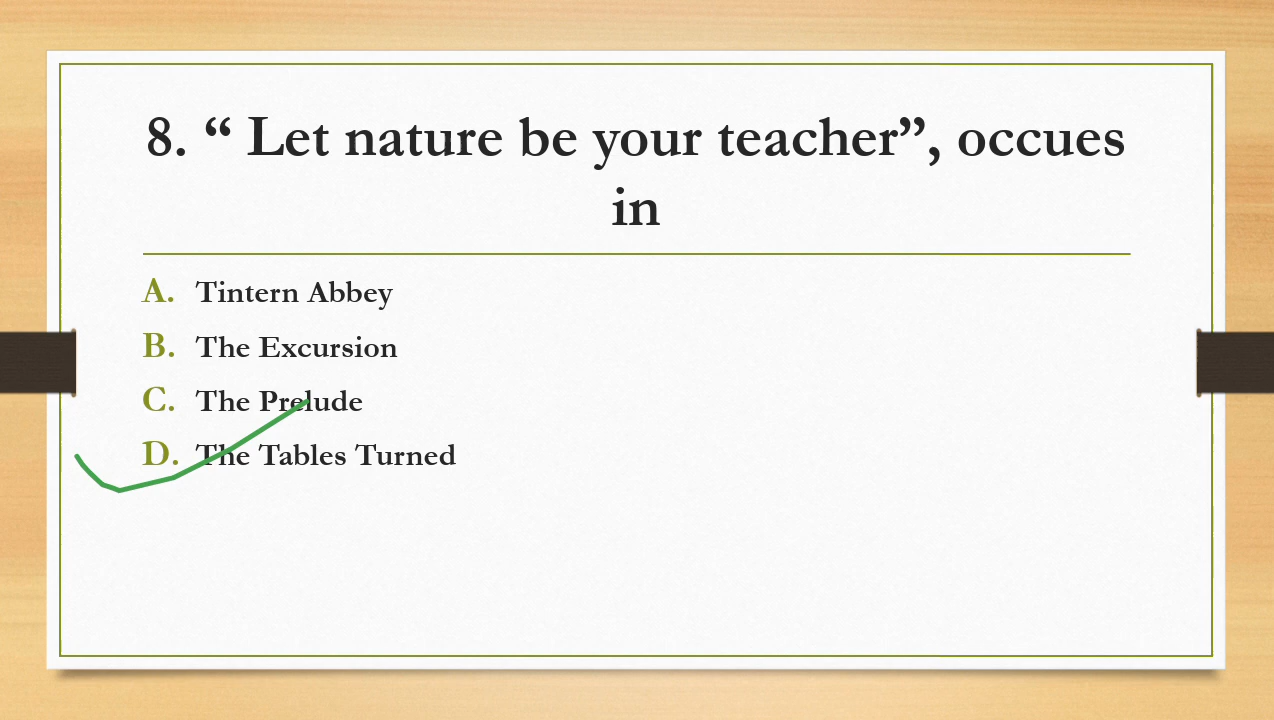 8. “ Let nature be your teacher”, occues
in
A. Tintern Abbey
B. The Excursion
C. The Prelude
D. The Tables Turned